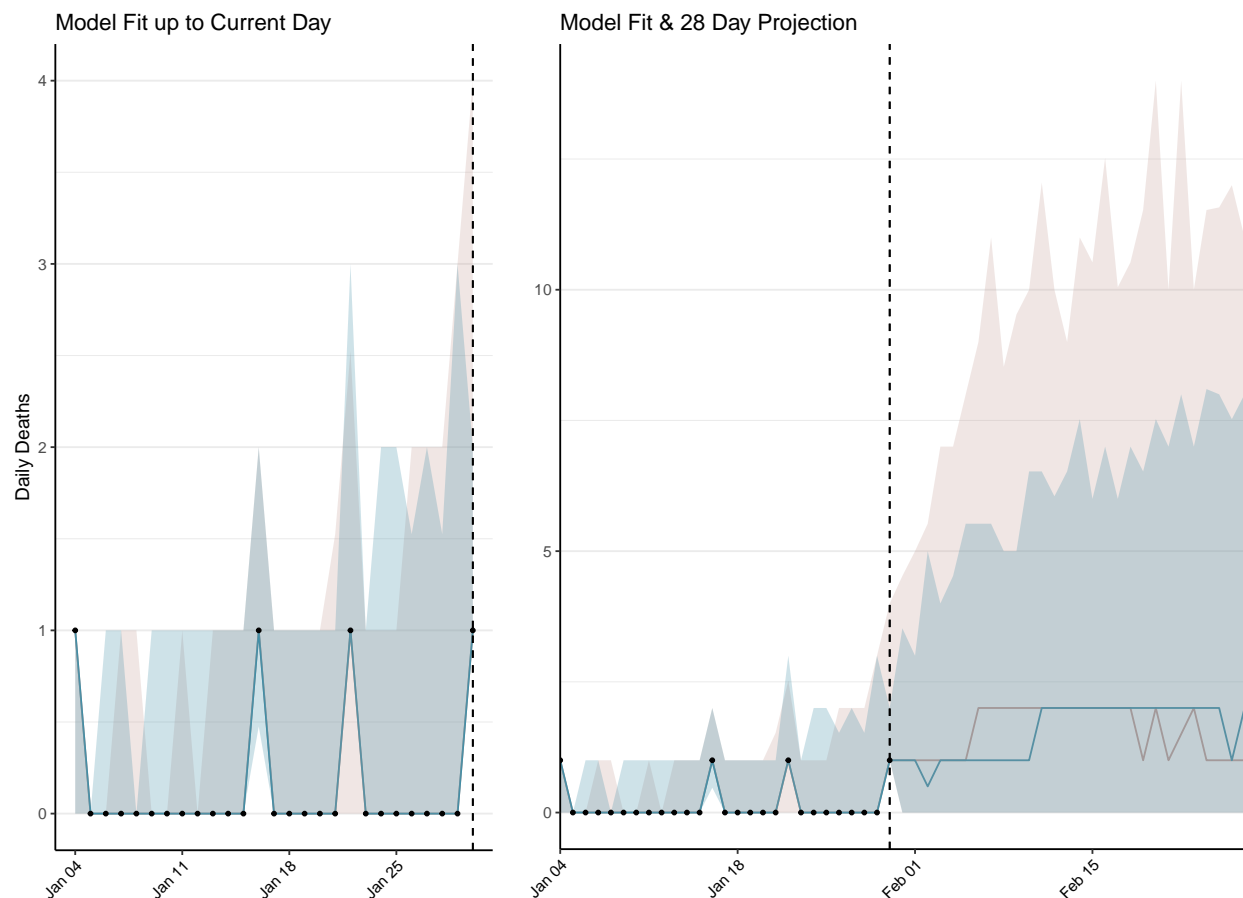 Model Fit up to Current Day
Daily Deaths
4
3
2
1
0
Jan 04
Jan 11
Jan 18
Jan 25
Model Fit & 28 Day Projection
10
5
0
Jan 04
Jan 18
Feb 01
Feb 15